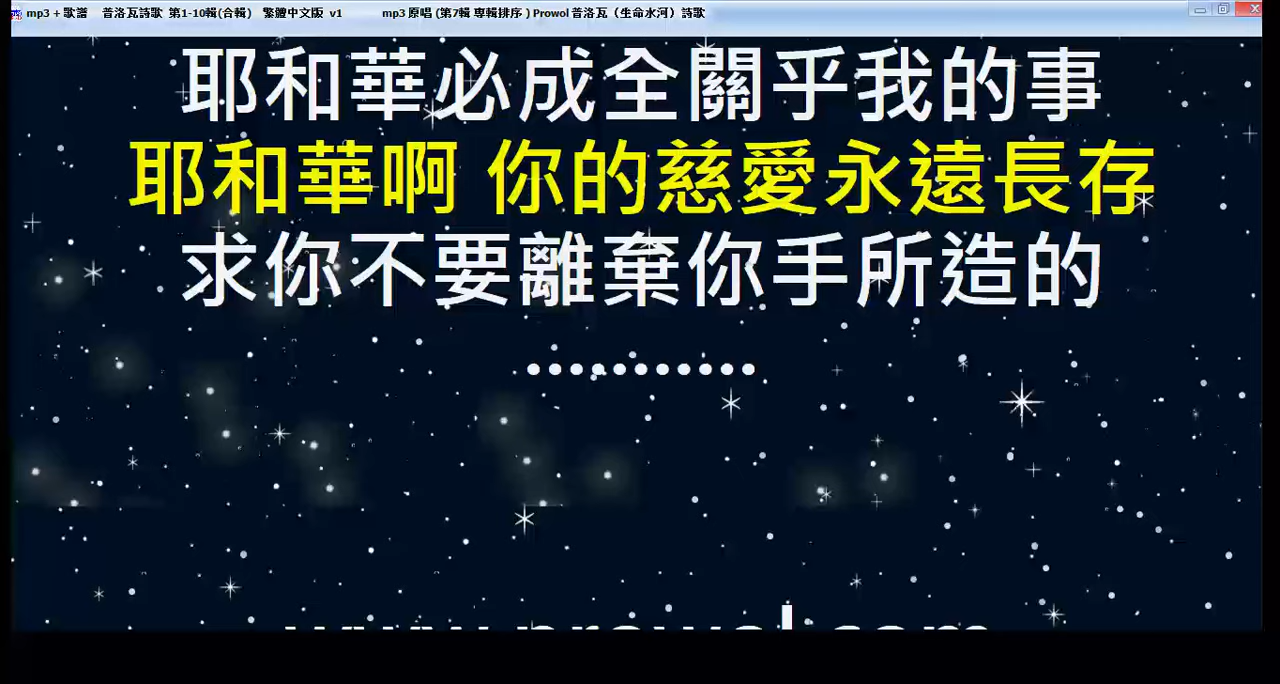 mp3 + 歌譜 普洛瓦詩歌 第1-10輯(合輯) 繁體中文版 v1 mp3 原唱 (第7輯 專輯排序 ) Prowol 普洛瓦（生命水河）詩歌
耶和華必成全關乎我的事
耶和華啊 你的慈愛永遠長存
求你不要離棄你手所造的
...........
www.prowol.com